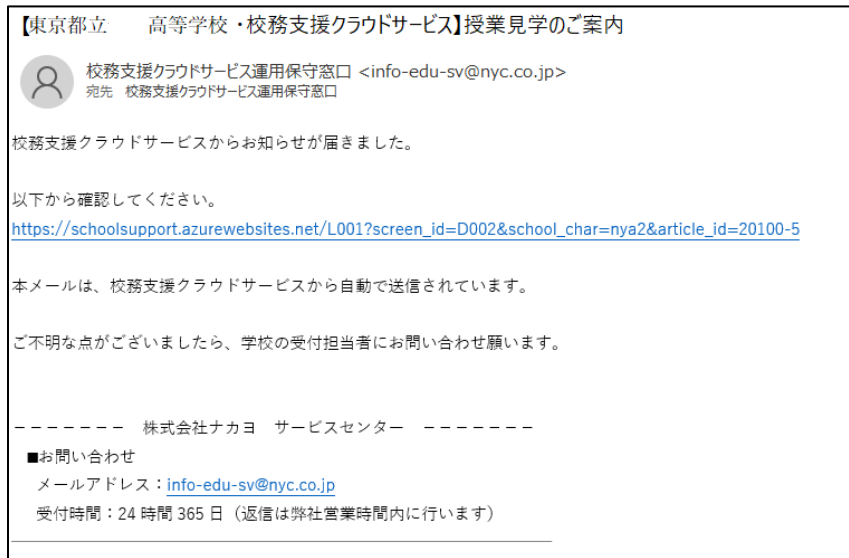 【東京都立　　高等学校・校務支援クラウドサービス】授業見学のご案内
校務支援クラウドサービス運用保守窓口 <info-edu-sv@nyc.co.jp>
宛先 校務支援クラウドサービス運用保守窓口
校務支援クラウドサービスからお知らせが届きました。
以下から確認してください。
https://schoolsupport.azurewebsites.net/L001?screen_id=D002&school_char=nya2&article_id=20100-5
本メールは、校務支援クラウドサービスから自動で送信されています。
ご不明な点がございましたら、学校の受付担当者にお問い合わせ願います。
－－－－－－－　株式会社ナカヨ　サービスセンター　－－－－－－－
■お問い合わせ
メールアドレス：info-edu-sv@nyc.co.jp
受付時間：24 時間 365 日（返信は弊社営業時間内に行います）